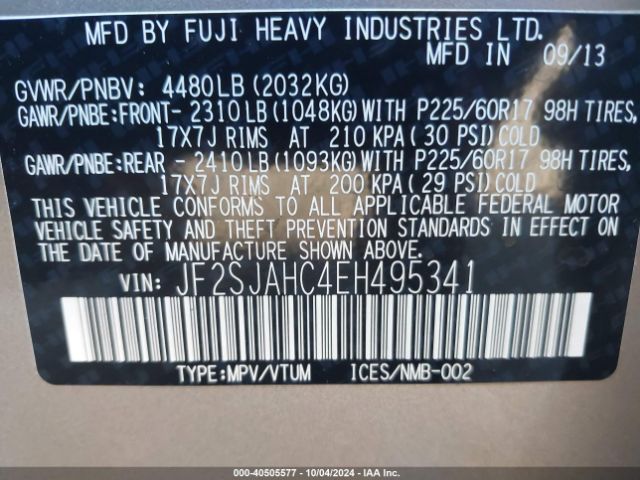 MFD BY FUJI HEAVY INDUSTRIES LTD.
MFD IN 09/13
GVWR/PNBV: 4480LB(2032KG)
GAWR/PNBE:FRONT- 2310LB(1048KG)WITH P225/60R17 98H TIRES,
17X7J RIMS AT 210 KPA(30 PSI)COLD
GAWR/PNBE:REAR - 2410LB(1093KG)WITH P225/60R17 98H TIRES,
17X7J RIMS AT 200 KPA(29 PSI)COLD
THIS VEHICLE CONFORMS TO ALL APPLICABLE FEDERAL MOTOR
VEHICLE SAFETY AND THEFT PREVENTION STANDARDS IN EFFECT ON
THE DATE OF MANUFACTURE SHOWN ABOVE.
VIN: JF2SJAHC4EH495341
TYPE:MPV/VTUM ICES/NMB-002
000-40505577 - 10/04/2024 - IAA Inc.